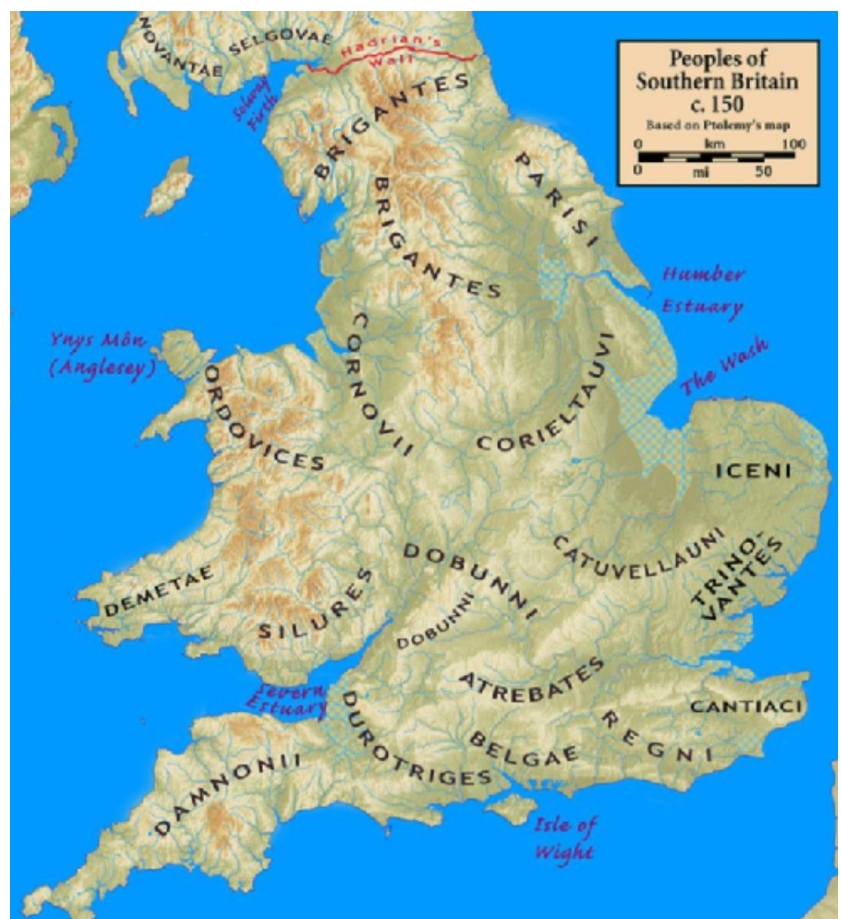 NOVANTAE
SELGOVAE
Hadrian's
Wall
Solway
Firth
Peoples of
Southern Britain
c. 150
Based on Ptolemy's map
0 km 100
0 mi 50
BRIGANTES
PARISI
BRIGANTES
Humber
Estuary
Ynys Môn
(Anglesey)
CORNOVII
The Wash
ORDOVICES
CORIELTAUVI
ICENI
DOBUNNI
CATUVELLAUNI
TRINO-
VANTES
DEMETAE
SILURES
DOBUNNI
Severn
Estuary
ATREBATES
CANTIACI
DUROTRIGES
BELGAE
REGNI
DAMNONII
Isle of
Wight